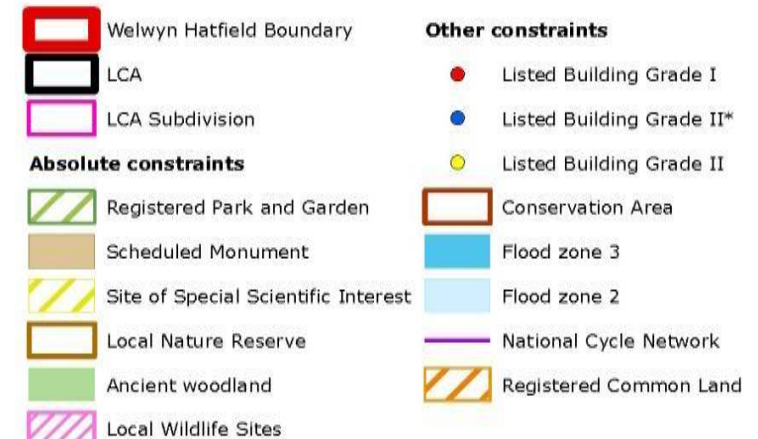 Welwyn Hatfield Boundary
LCA
LCA Subdivision
Absolute constraints
Registered Park and Garden
Scheduled Monument
Site of Special Scientific Interest
Local Nature Reserve
Ancient woodland
Local Wildlife Sites
Other constraints
Listed Building Grade I
Listed Building Grade II*
Listed Building Grade II
Conservation Area
Flood zone 3
Flood zone 2
National Cycle Network
Registered Common Land